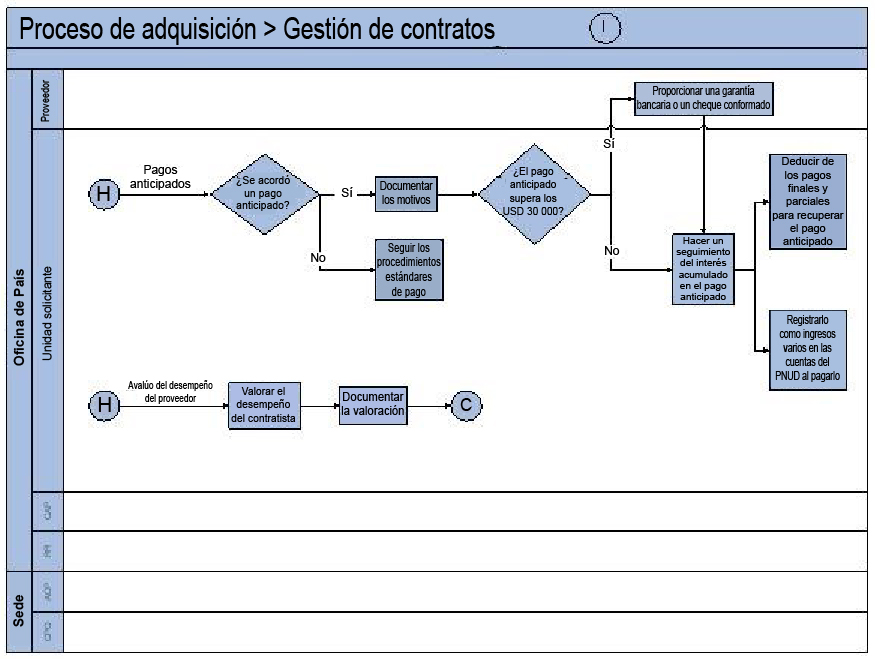 Proceso de adquisición > Gestión de contratos
I
Oficina de País
Proveedor
Proporcionar una garantía
bancaria o un cheque conformado
Unidad solicitante
H
Pagos
anticipados
¿Se acordó
un pago
anticipado?
Sí
Documentar
los motivos
¿El pago
anticipado
supera los
USD 30 000?
Sí
No
No
Seguir los
procedimientos
estándares
de pago
Hacer un
seguimiento
del interés
acumulado
en el pago
anticipado
Deducir de
los pagos
finales y
parciales
para recuperar
el pago
anticipado
Registrarlo
como ingresos
varios en las
cuentas del
PNUD al pagarlo
H
Avalúo del desempeño
del proveedor
Valorar el
desempeño
del contratista
Documentar
la valoración
C
CAP
RR
Sede